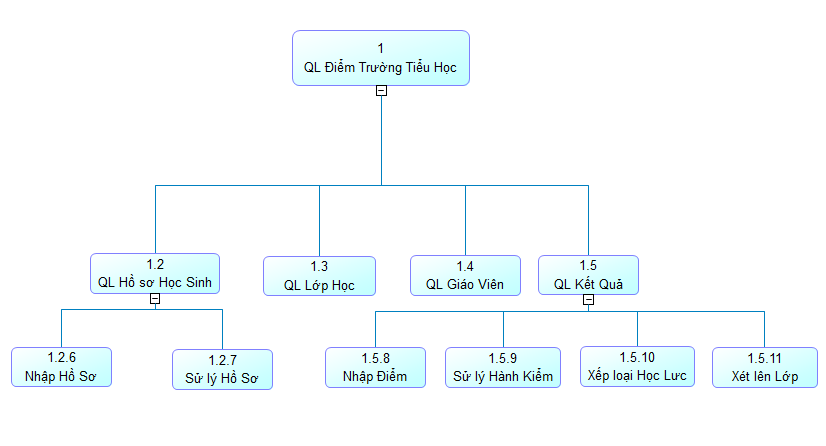 1
QL Điểm Trường Tiểu Học
1.2
QL Hồ sơ Học Sinh
1.3
QL Lớp Học
1.4
QL Giáo Viên
1.5
QL Kết Quả
1.2.6
Nhập Hồ Sơ
1.2.7
Sử lý Hồ Sơ
1.5.8
Nhập Điểm
1.5.9
Sử lý Hành Kiểm
1.5.10
Xếp loại Học Lưc
1.5.11
Xét lên Lớp